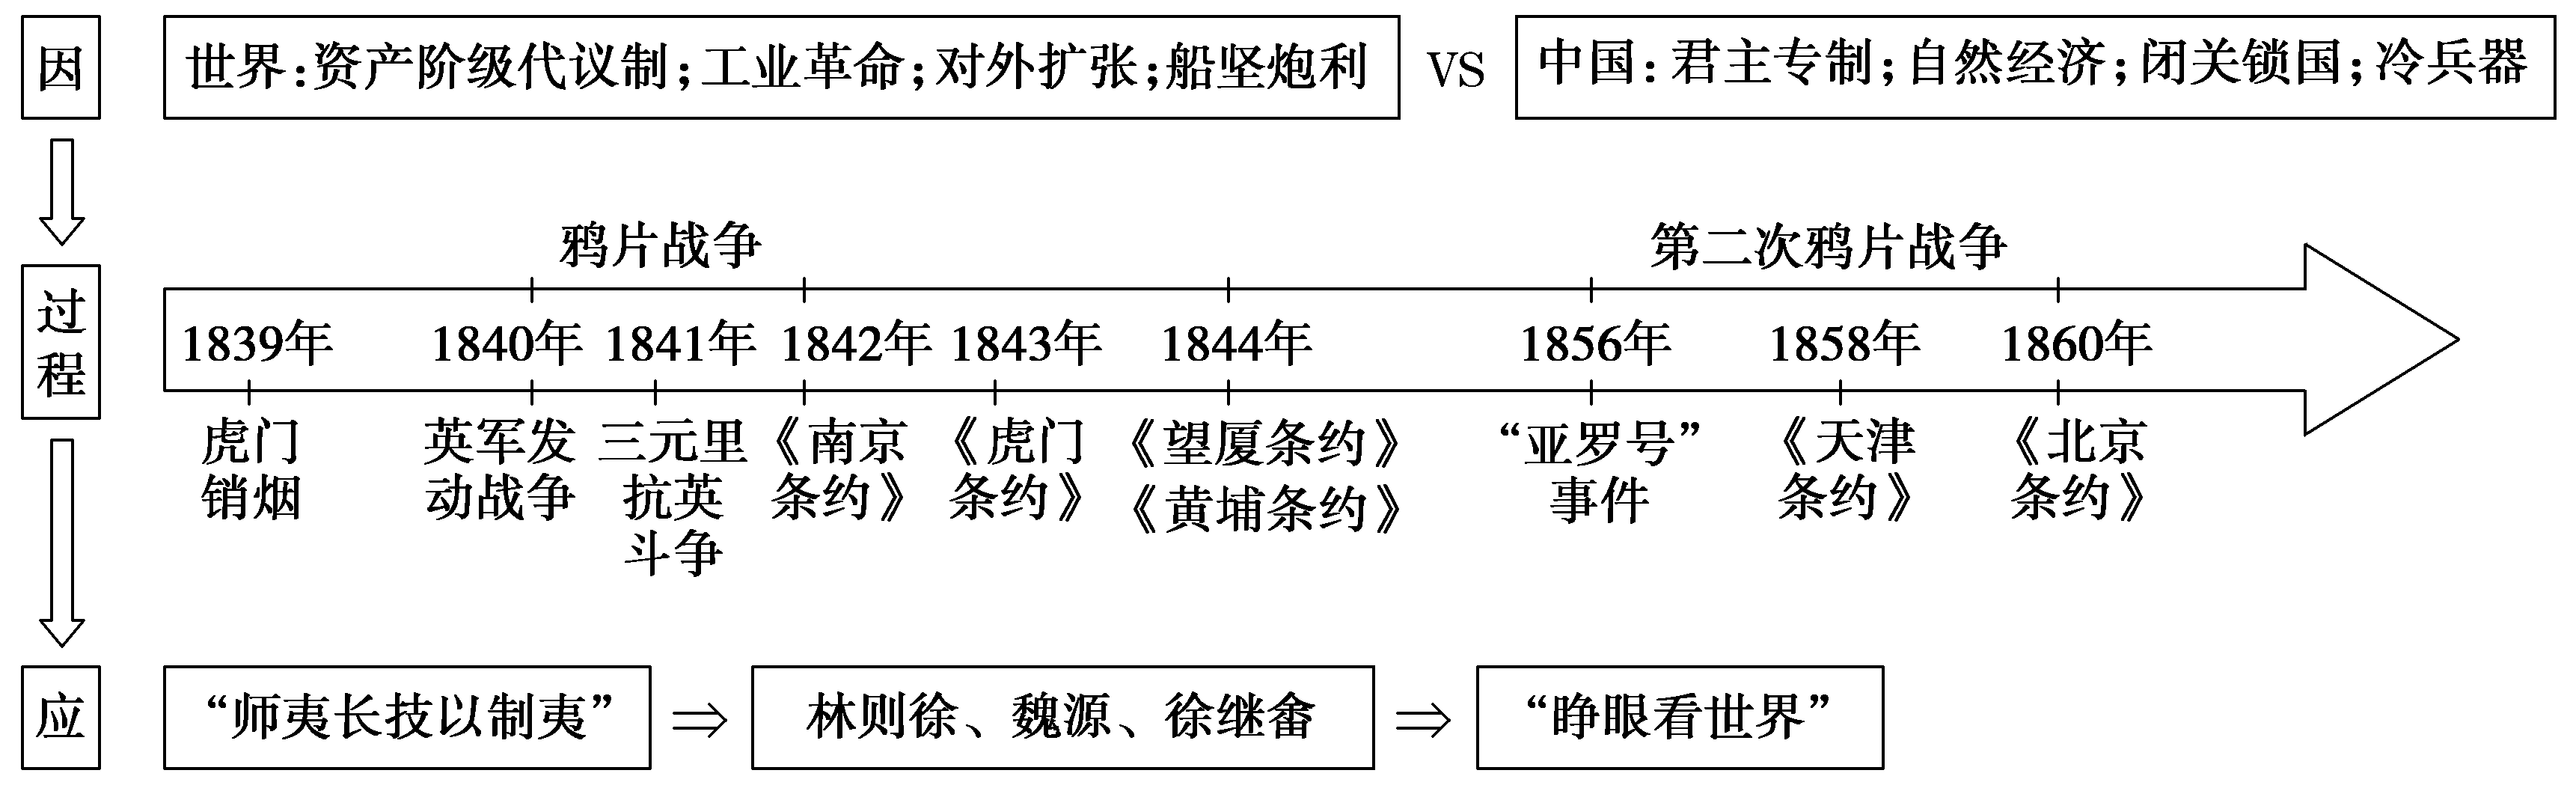 因
世界：资产阶级代议制；工业革命；对外扩张；船坚炮利
VS
中国：君主专制；自然经济；闭关锁国；冷兵器
过
程
鸦片战争
第二次鸦片战争
1839年
1840年
1841年
1842年
1843年
1844年
1856年
1858年
1860年
虎门
销烟
英军发
动战争
三元里
抗英
斗争
《南京
条约》
《虎门
条约》
《望厦条约》
《黄埔条约》
“亚罗号”
事件
《天津
条约》
《北京
条约》
应
“师夷长技以制夷”
林则徐、魏源、徐继畬
“睁眼看世界”